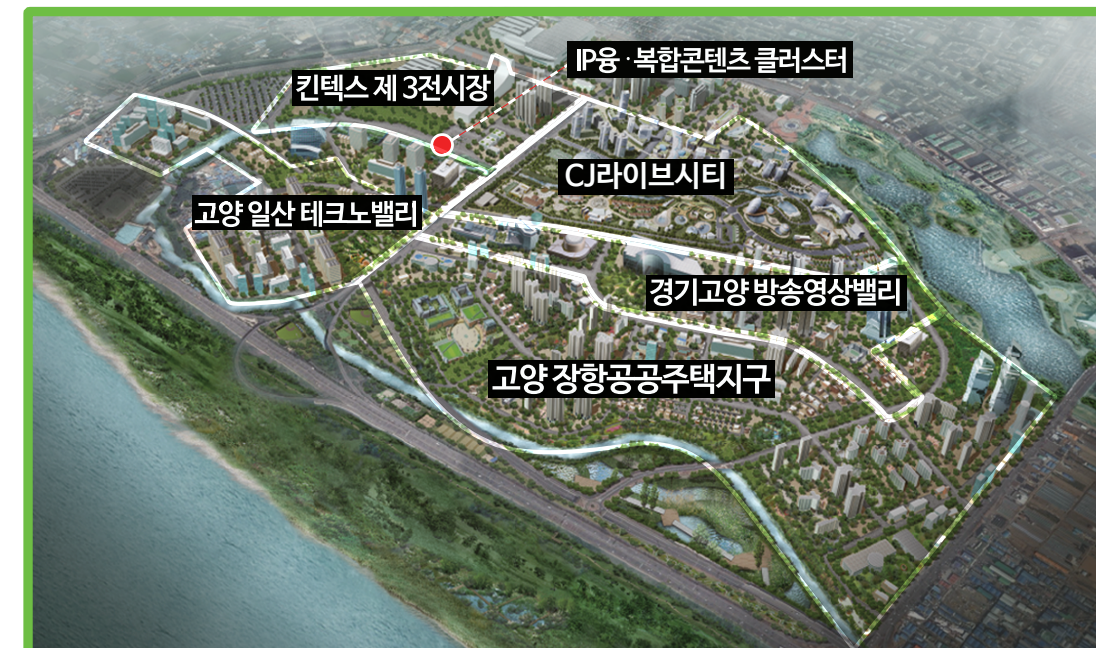 IP융·복합콘텐츠 클러스터
킨텍스 제 3전시장
CJ라이브시티
고양 일산 테크노밸리
경기고양 방송영상밸리
고양 장항공공주택지구